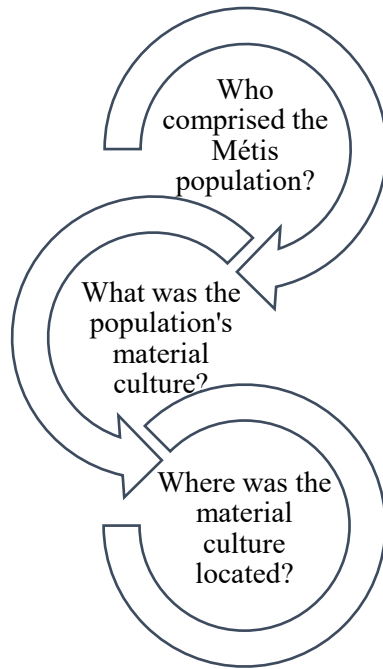 Who
comprised the
Métis
population?
What was the
population's
material
culture?
Where was the
material
culture
located?